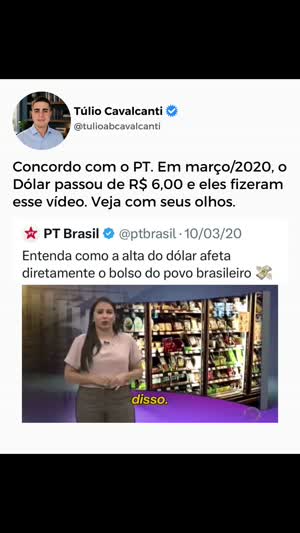 Túlio Cavalcanti
@tulioabcavalcanti
Concordo com o PT. Em março/2020, o
Dólar passou de R$ 6,00 e eles fizeram
esse vídeo. Veja com seus olhos.
PT Brasil @ptbrasil · 10/03/20
Entenda como a alta do dólar afeta
diretamente o bolso do povo brasileiro 💸
disso.